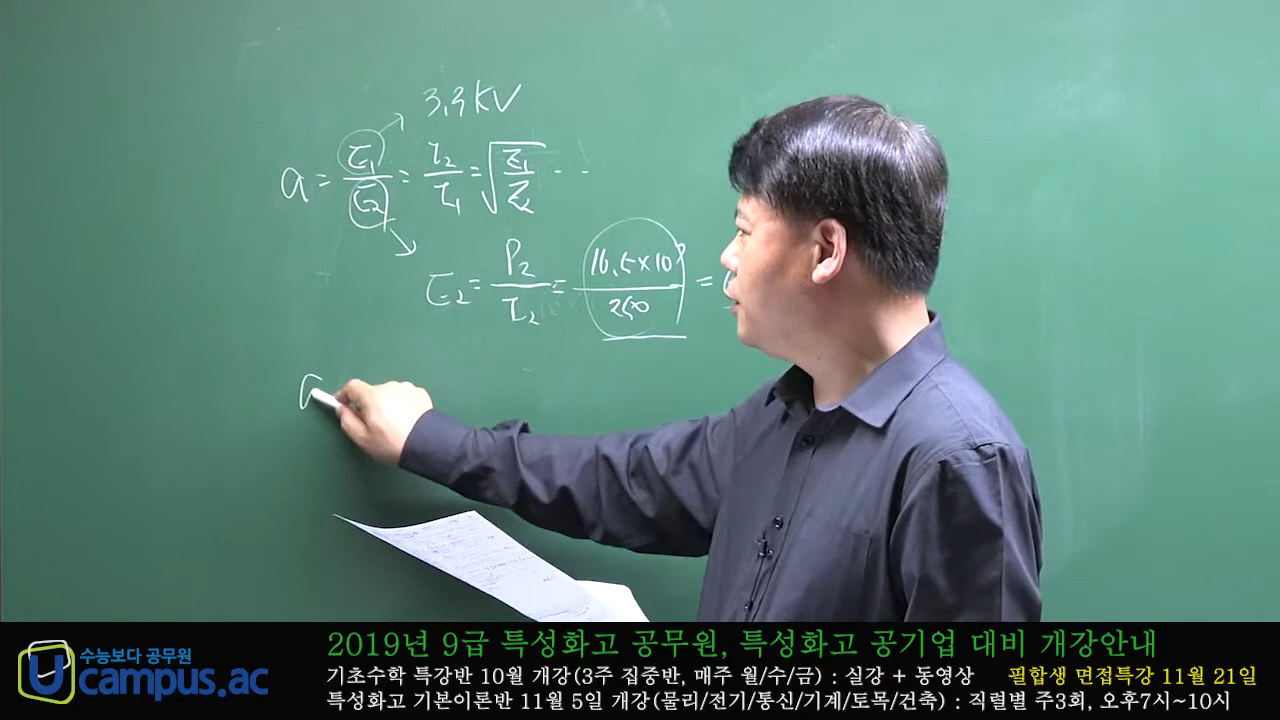 3.3KV
a = E₁/E₂ = I₂/I₁ = √Z₁/Z₂ ...
E₂ = P₂/I₂ = 16.5×10³/250 =
a
수능보다 공무원
Ucampus.ac
2019년 9급 특성화고 공무원, 특성화고 공기업 대비 개강안내
기초수학 특강반 10월 개강(3주 집중반, 매주 월/수/금) : 실강 + 동영상 필합생 면접특강 11월 21일
특성화고 기본이론반 11월 5일 개강(물리/전기/통신/기계/토목/건축) : 직렬별 주3회, 오후7시~10시